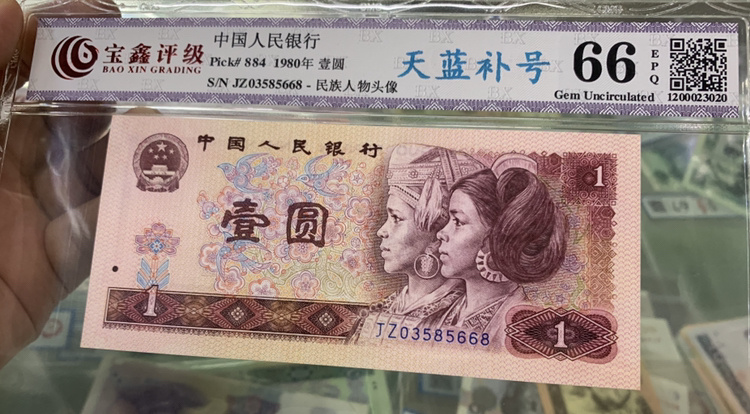 宝鑫评级
BAO XIN GRADING
中国人民银行
Pick# 884 1980年 壹圆
S/N JZ03585668 - 民族人物头像
天蓝补号
66
EPQ
Gem Uncirculated
1200023020
中国人民银行
1
壹圆
1
JZ03585668
1